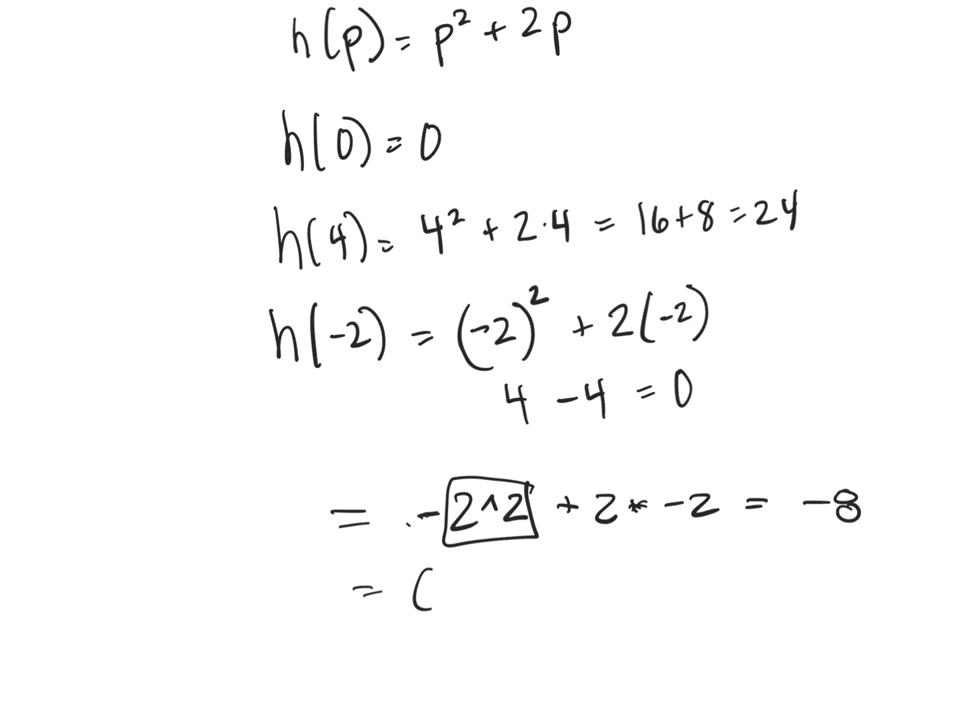 h(p) = p² + 2p
h(0) = 0
h(4) = 4² + 2·4 = 16+8 = 24
h(-2) = (-2)² + 2(-2)
4 -4 = 0
= -2^2 + 2* -2 = -8
= (